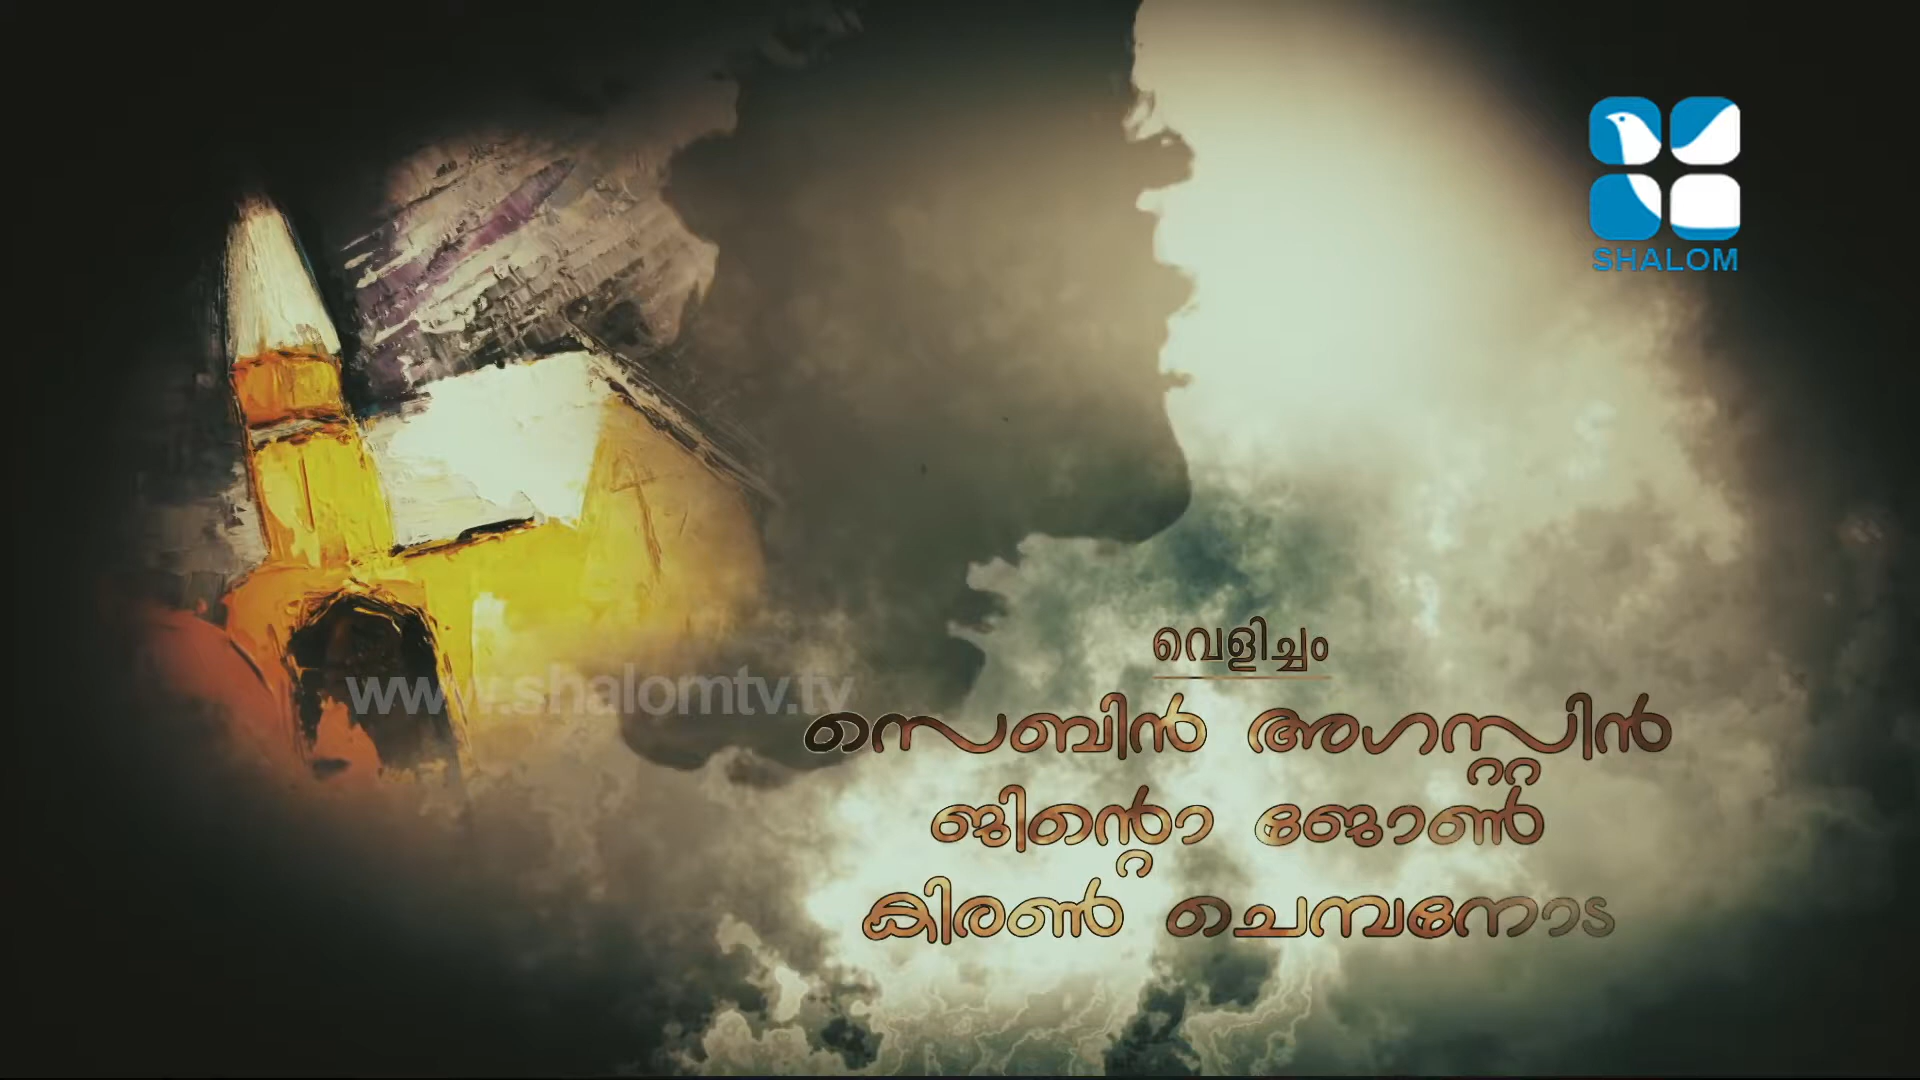 SHALOM
വെളിച്ചം
www.shalomtv.tv
സെബിൻ അഗസ്റ്റിൻ
ജിന്റൊ ജോൺ
കിരൺ ചെമ്പനോട